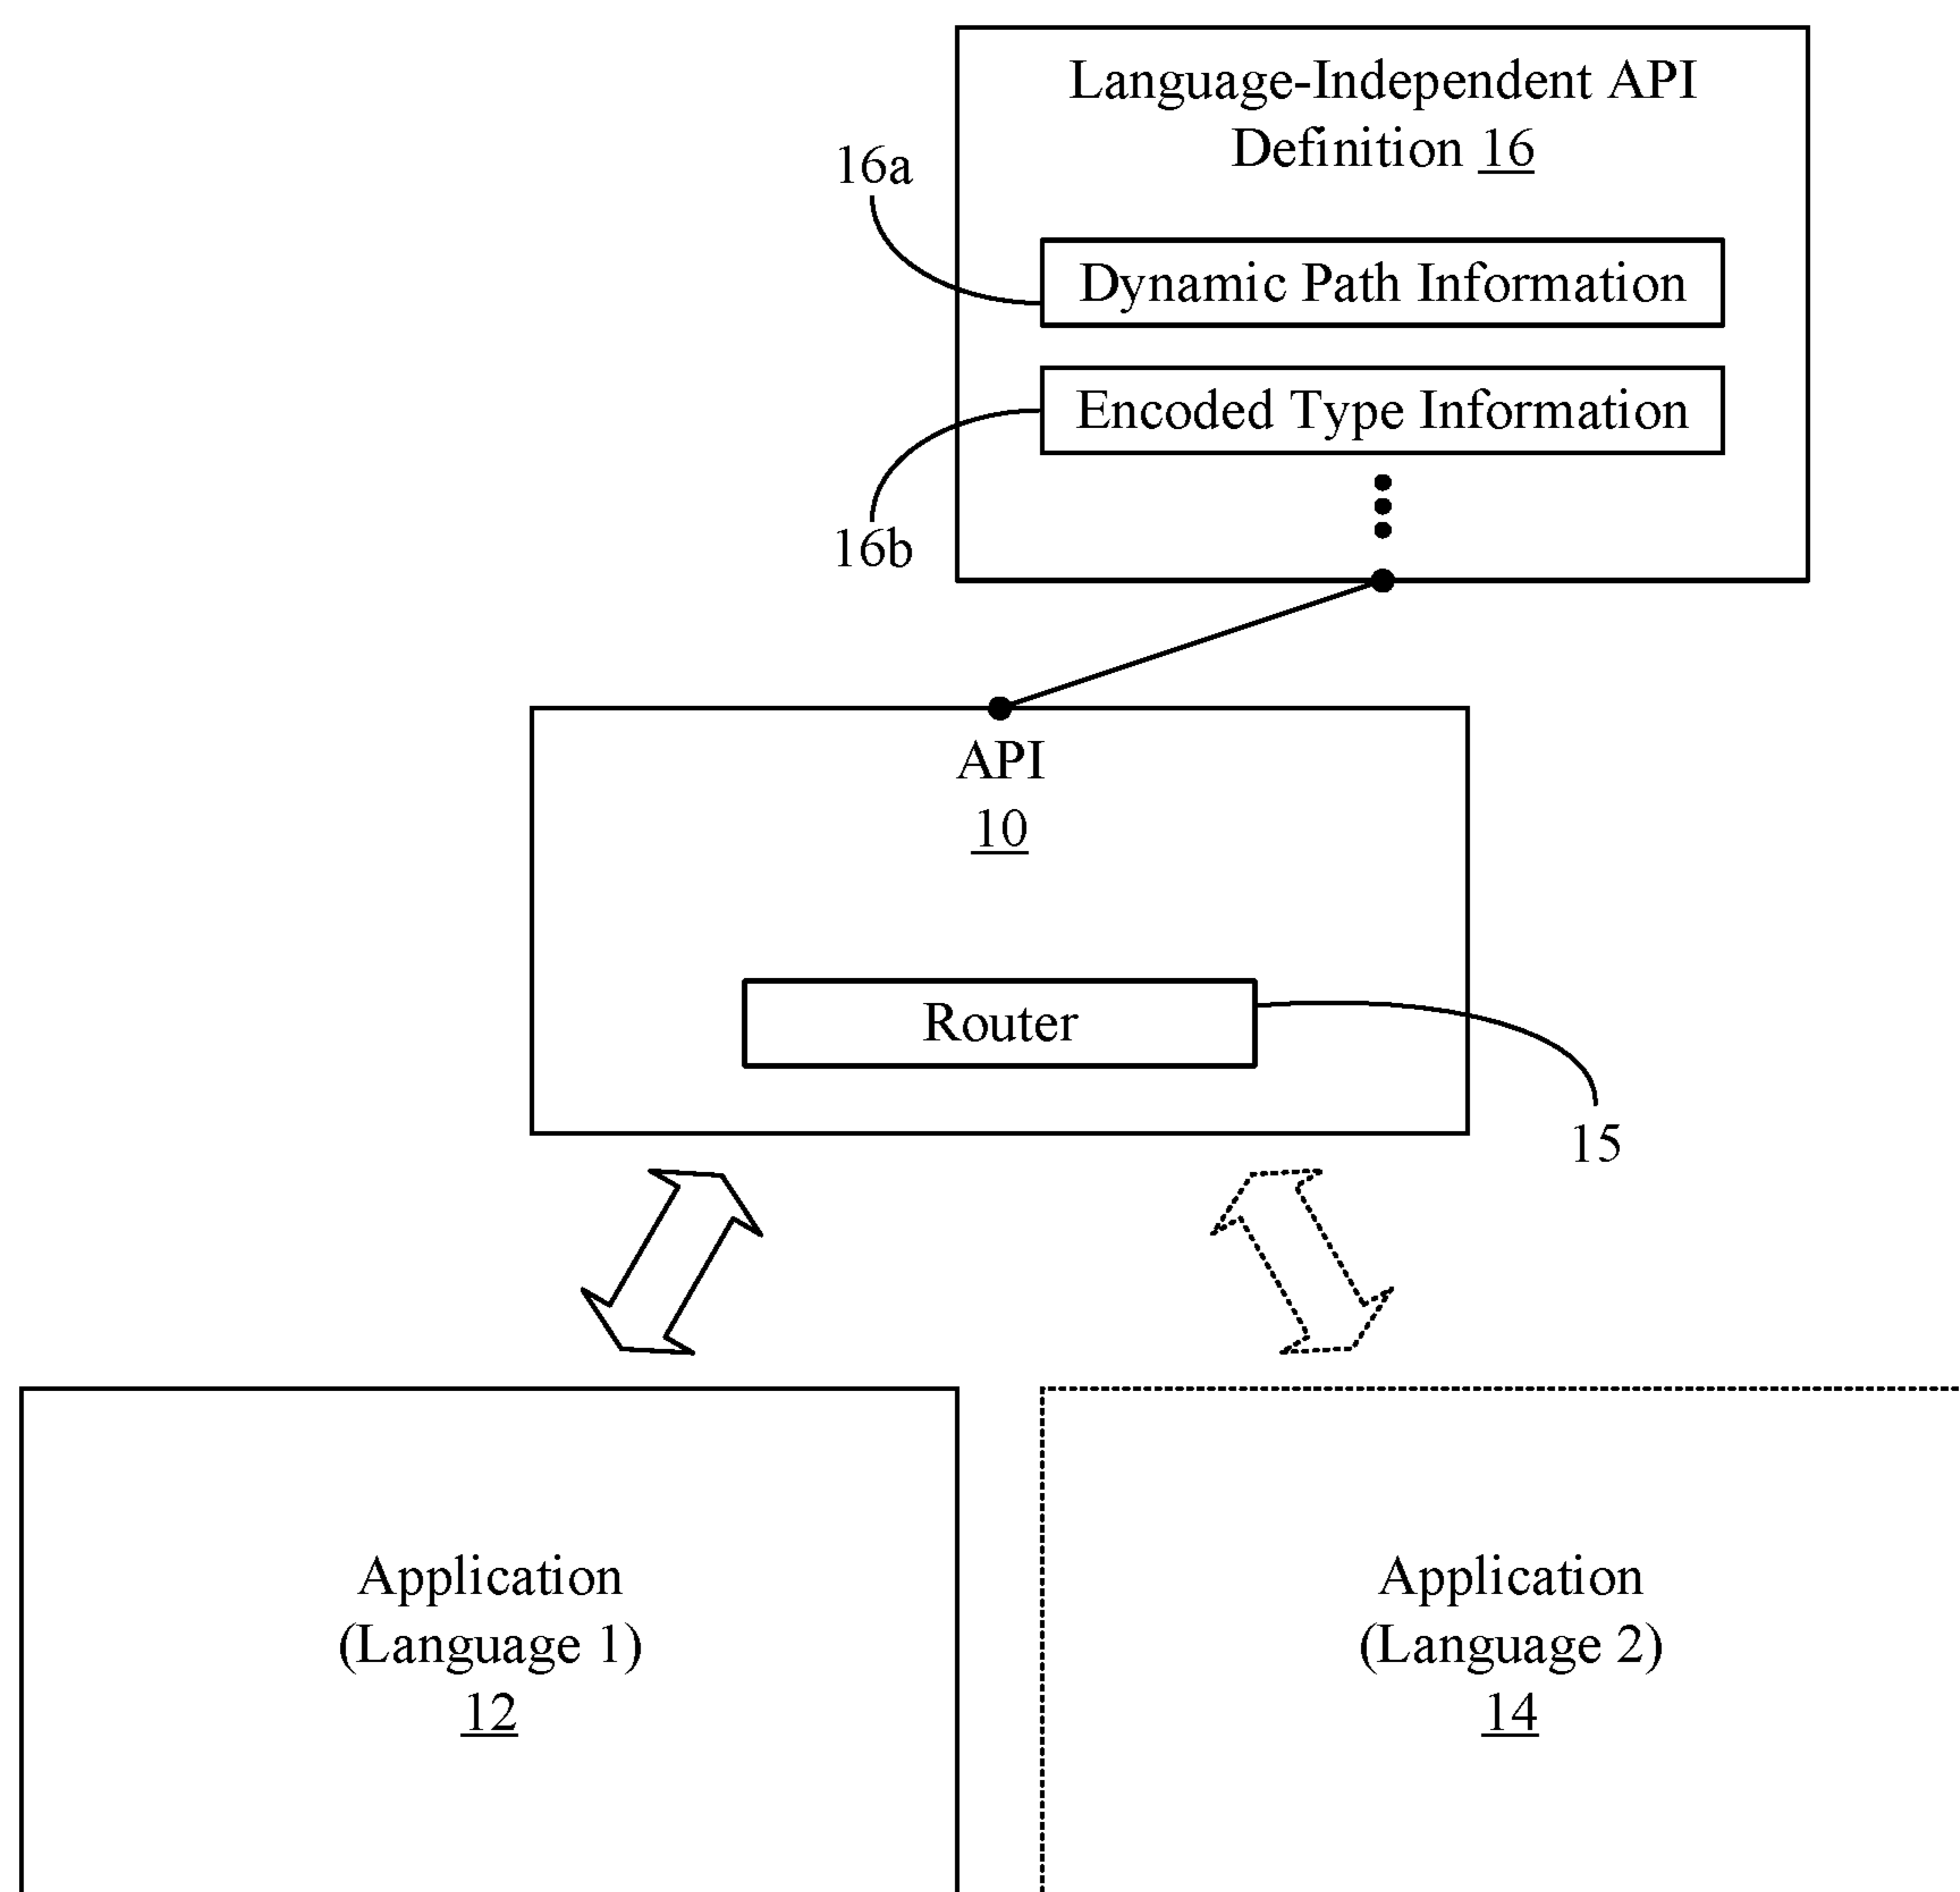 Language-Independent API
Definition 16
16a
Dynamic Path Information
Encoded Type Information
16b
API
10
Router
15
Application
(Language 1)
12
Application
(Language 2)
14